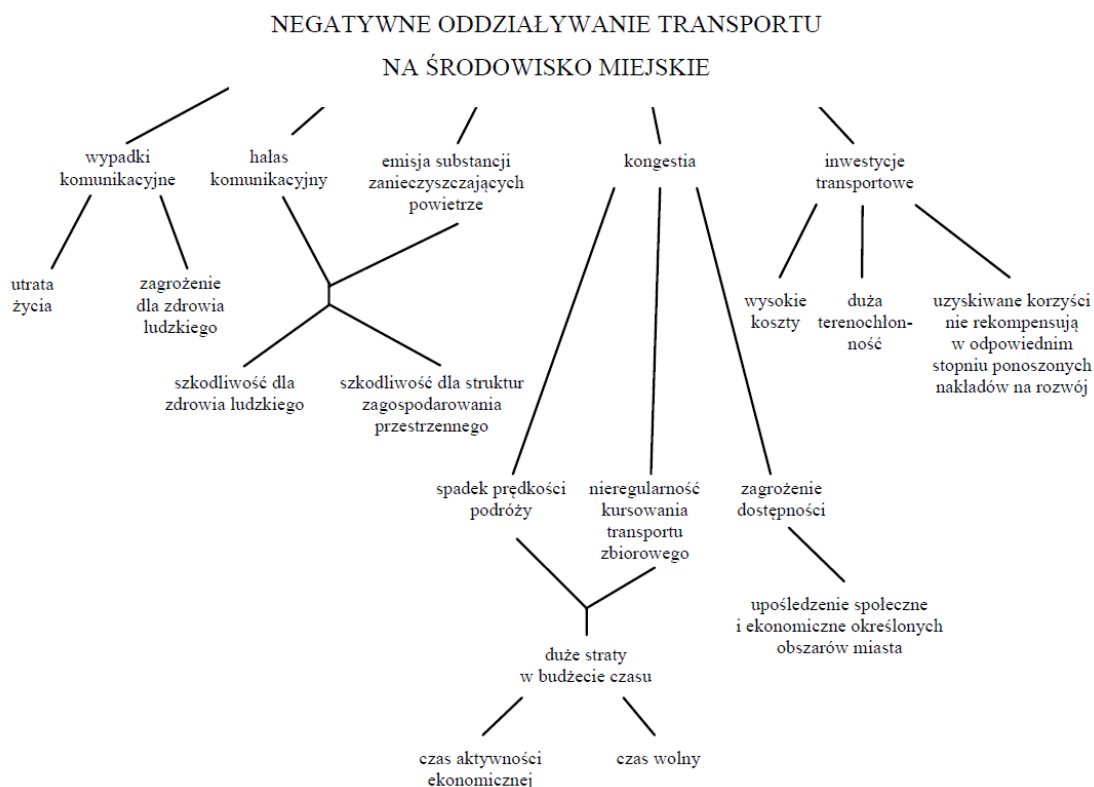 NEGATYWNE ODDZIAŁYWANIE TRANSPORTU
NA ŚRODOWISKO MIEJSKIE
wypadki
komunikacyjne
hałas
komunikacyjny
emisja substancji
zanieczyszczających
powietrze
kongestia
inwestycje
transportowe
utrata
życia
zagrożenie
dla zdrowia
ludzkiego
wysokie
koszty
duża
terenochłon-
ność
uzyskiwane korzyści
nie rekompensują
w odpowiednim
stopniu ponoszonych
nakładów na rozwój
szkodliwość dla
zdrowia ludzkiego
szkodliwość dla struktur
zagospodarowania
przestrzennego
spadek prędkości
podróży
nieregularność
kursowania
transportu
zbiorowego
zagrożenie
dostępności
upośledzenie społeczne
i ekonomiczne określonych
obszarów miasta
duże straty
w budżecie czasu
czas aktywności
ekonomicznej
czas wolny